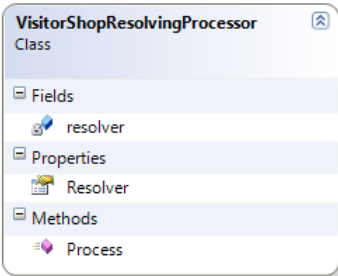 VisitorShopResolvingProcessor
Class
Fields
resolver
Properties
Resolver
Methods
Process